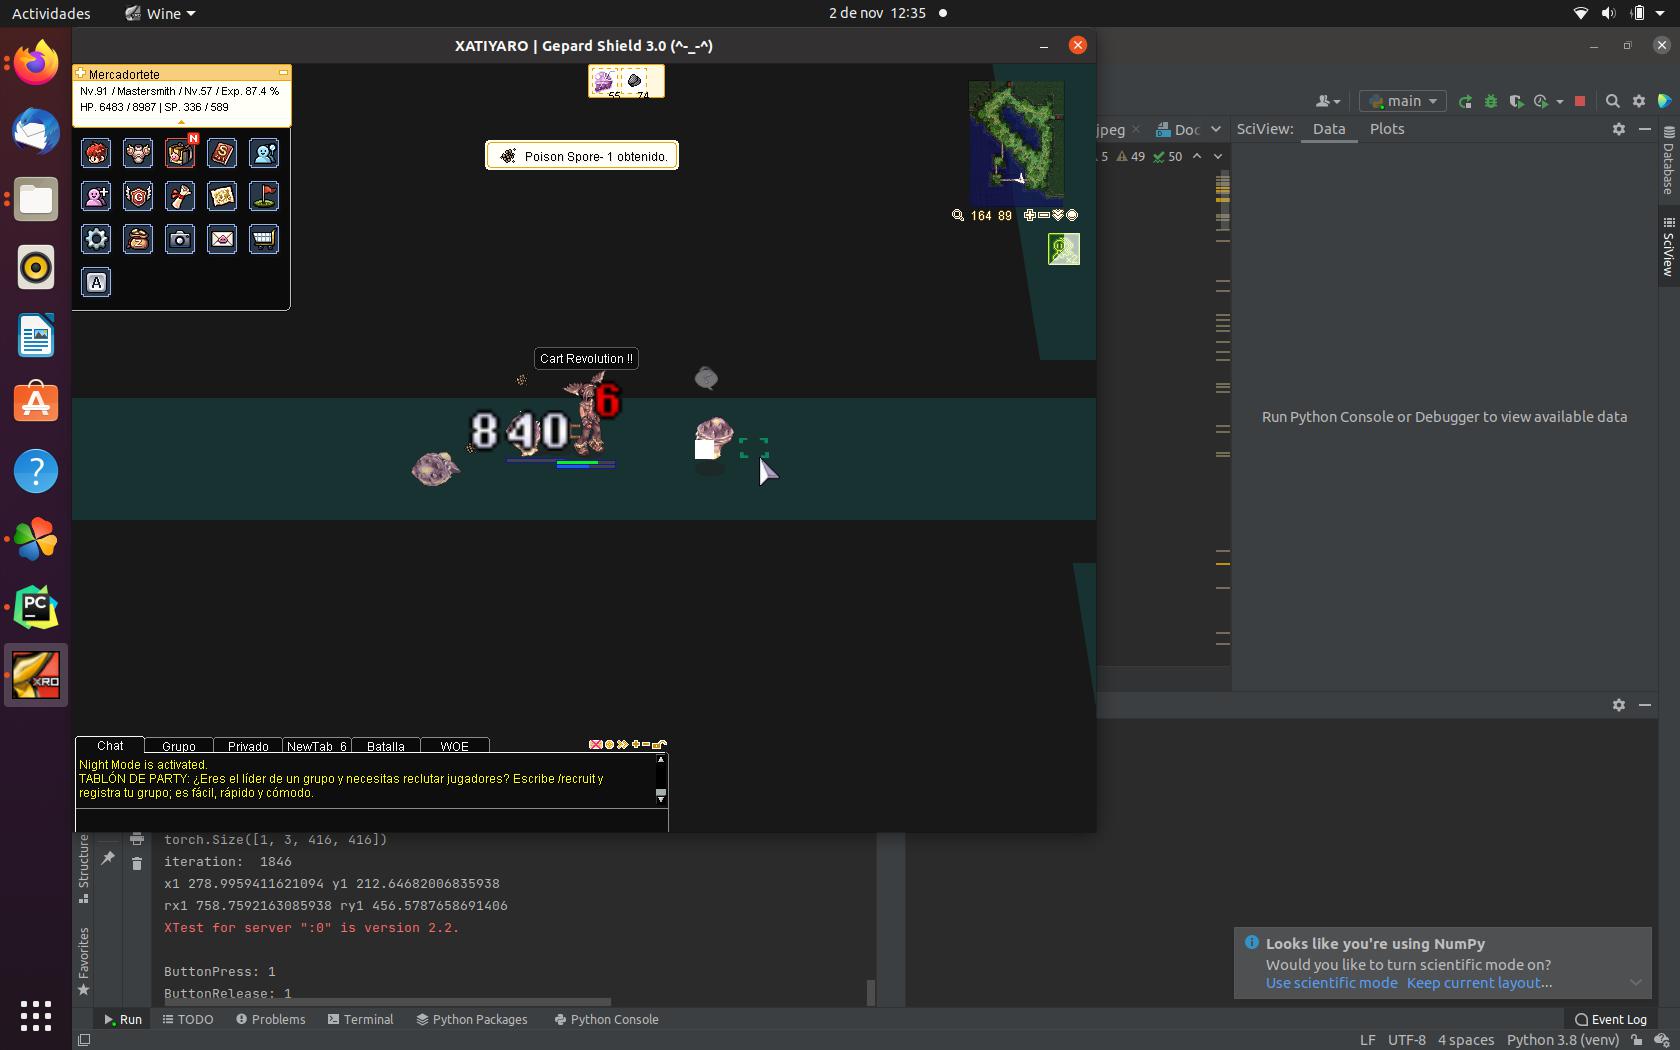 Actividades
Wine
2 de nov 12:35
XATIYARO | Gepard Shield 3.0 (^-_-^)
Mercadortete
Nv.91 / Mastersmith / Nv.57 / Exp. 87.4 %
HP. 6483 / 8987 | SP. 336 / 589
N
A
55 74
Poison Spore- 1 obtenido.
164 89
Cart Revolution !!
840
6
main
jpeg
Doc
SciView:
Data
Plots
5
49
50
Database
SciView
Run Python Console or Debugger to view available data
PC
XRO
Chat
Grupo
Privado
NewTab_6
Batalla
WOE
Night Mode is activated.
TABLÓN DE PARTY: ¿Eres el líder de un grupo y necesitas reclutar jugadores? Escribe /recruit y
registra tu grupo; es fácil, rápido y cómodo.
Structure
Favorites
torch.Size([1, 3, 416, 416])
iteration:  1846
x1 278.9959411621094 y1 212.64682006835938
rx1 758.7592163085938 ry1 456.5787658691406
XTest for server ":0" is version 2.2.
ButtonPress: 1
ButtonRelease: 1
Looks like you're using NumPy
Would you like to turn scientific mode on?
Use scientific mode Keep current layout...
Run
TODO
Problems
Terminal
Python Packages
Python Console
Event Log
LF UTF-8 4 spaces Python 3.8 (venv)